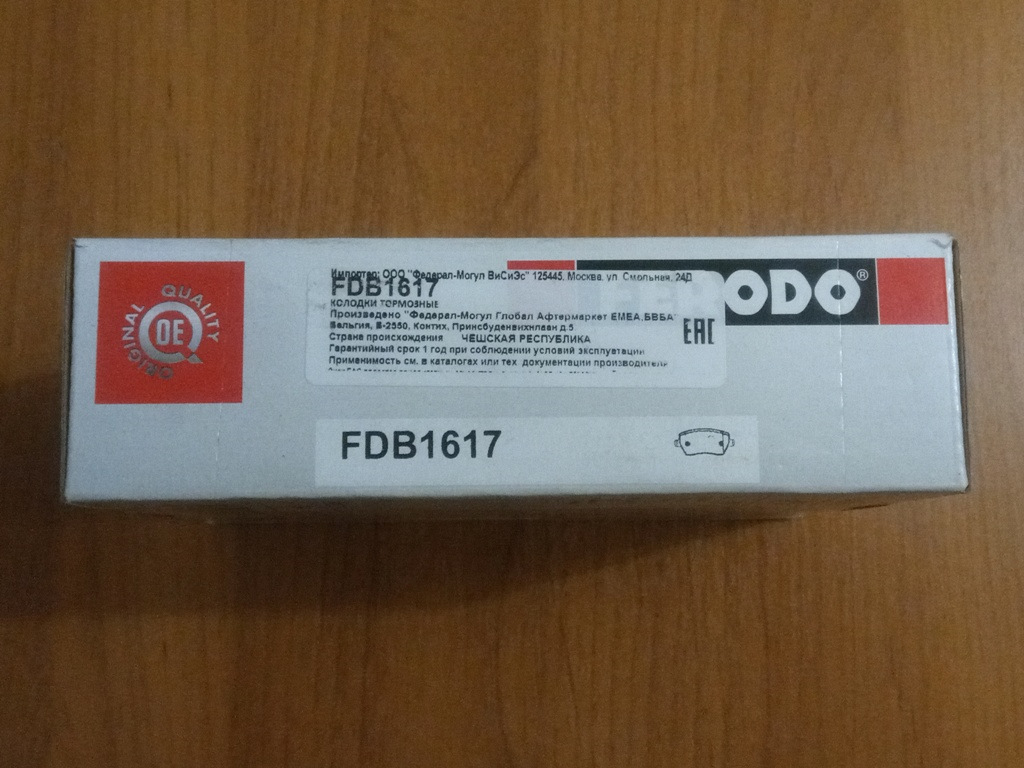 ORIGINAL QUALITY
OE
RODO®
Импортер: ООО "Федерал-Могул ВиСиЭс" 125445, Москва, ул. Смольная, 24Д
FDB1617
КОЛОДКИ ТОРМОЗНЫЕ
Произведено "Федерал-Могул Глобал Афтермаркет ЕМЕА,БВБА"
Бельгия, В-2550, Контих, Принсбуденвихнлаан д.5
EAC
Страна происхождения ЧЕШСКАЯ РЕСПУБЛИКА
Гарантийный срок 1 год при соблюдении условий эксплуатации
Применимость см. в каталогах или тех. документации производителя
FDB1617